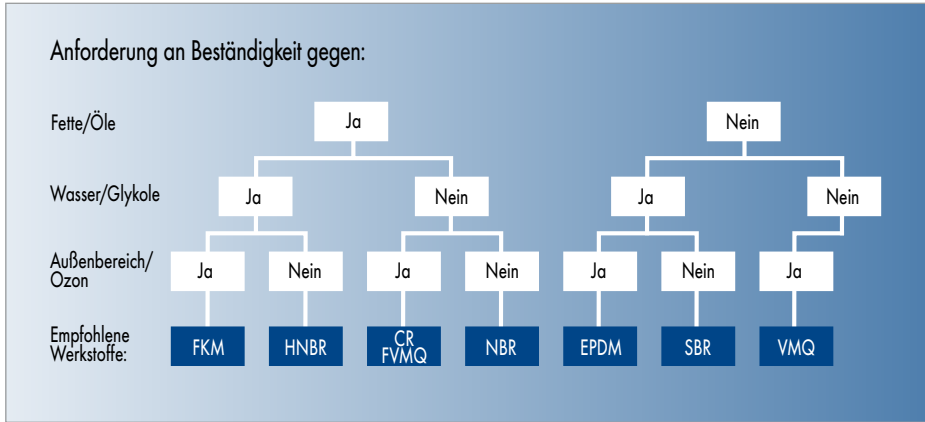 Anforderung an Beständigkeit gegen:
Fette/Öle
Ja
Nein
Wasser/Glykole
Ja
Nein
Ja
Nein
Außenbereich/
Ozon
Ja
Nein
Ja
Nein
Ja
Nein
Ja
Empfohlene
Werkstoffe:
FKM
HNBR
CR
FVMQ
NBR
EPDM
SBR
VMQ